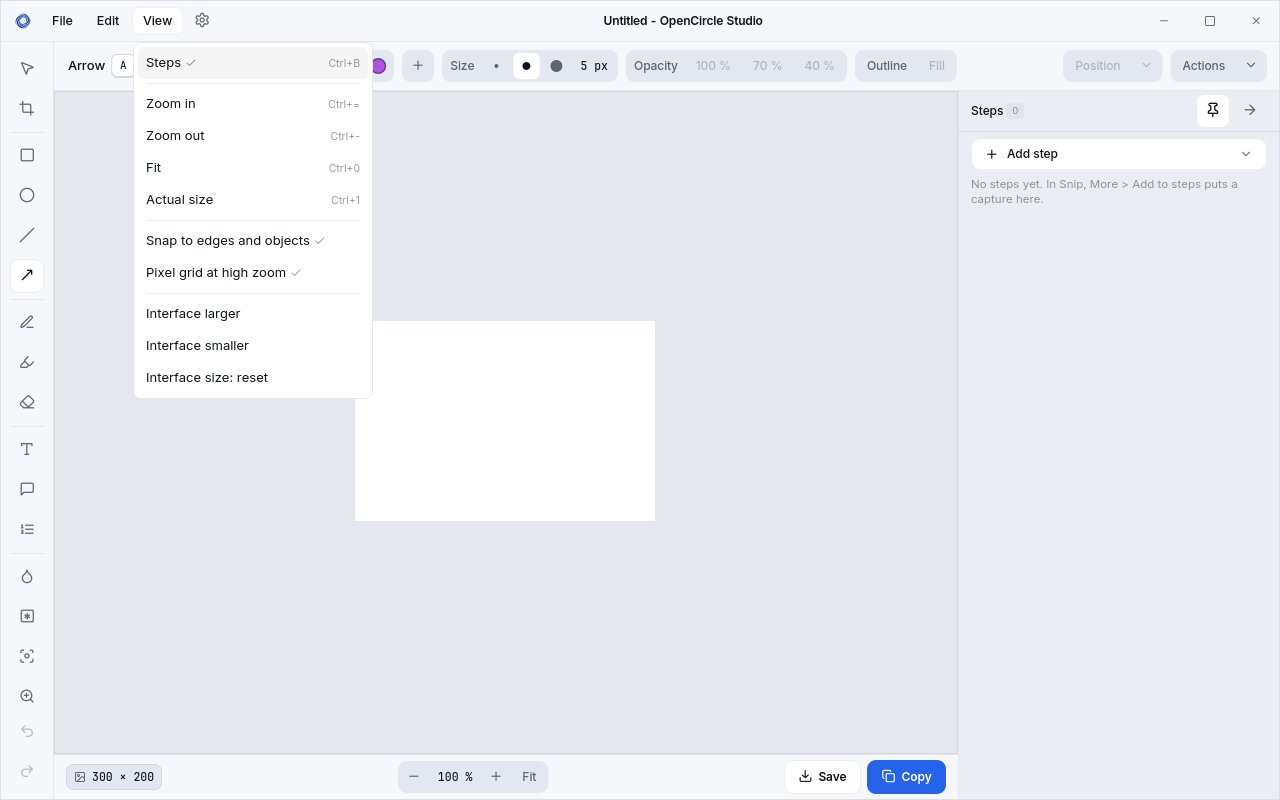 File Edit View
Untitled - OpenCircle Studio
Arrow A
Size 5 px
Opacity 100 % 70 % 40 %
Outline Fill
Position
Actions
Steps Ctrl+B
Zoom in Ctrl+=
Zoom out Ctrl+-
Fit Ctrl+0
Actual size Ctrl+1
Snap to edges and objects
Pixel grid at high zoom
Interface larger
Interface smaller
Interface size: reset
Steps 0
Add step
No steps yet. In Snip, More > Add to steps puts a
capture here.
300 × 200
100 %
Fit
Save
Copy